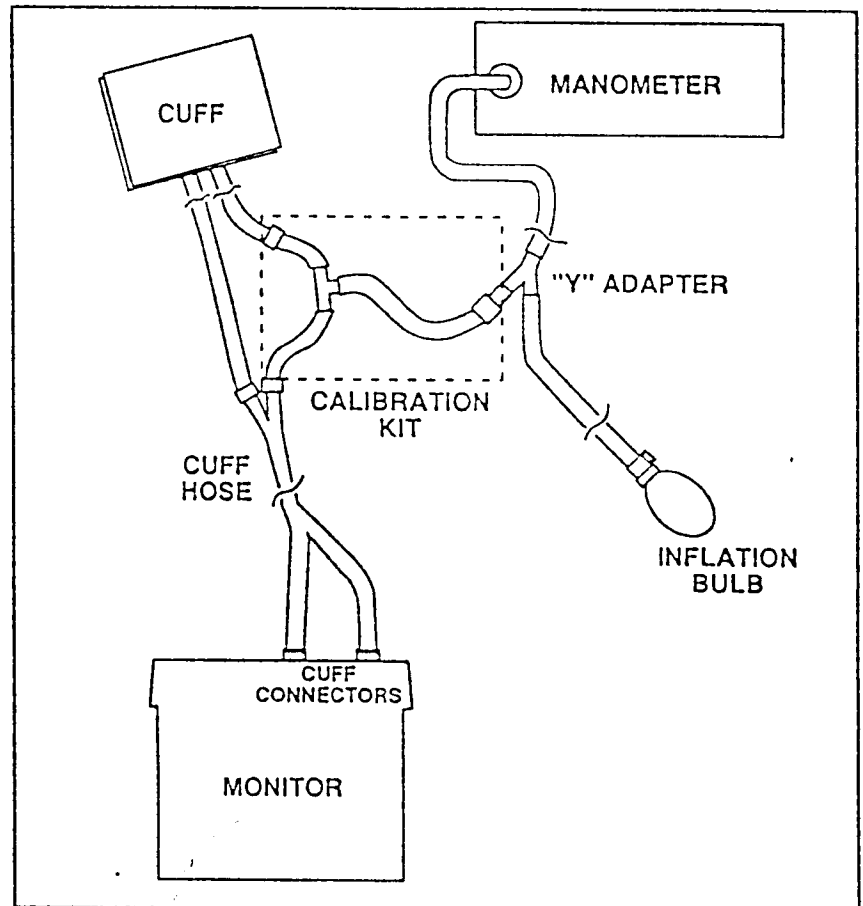 CUFF
MANOMETER
"Y" ADAPTER
CALIBRATION
KIT
CUFF
HOSE
INFLATION
BULB
CUFF
CONNECTORS
MONITOR